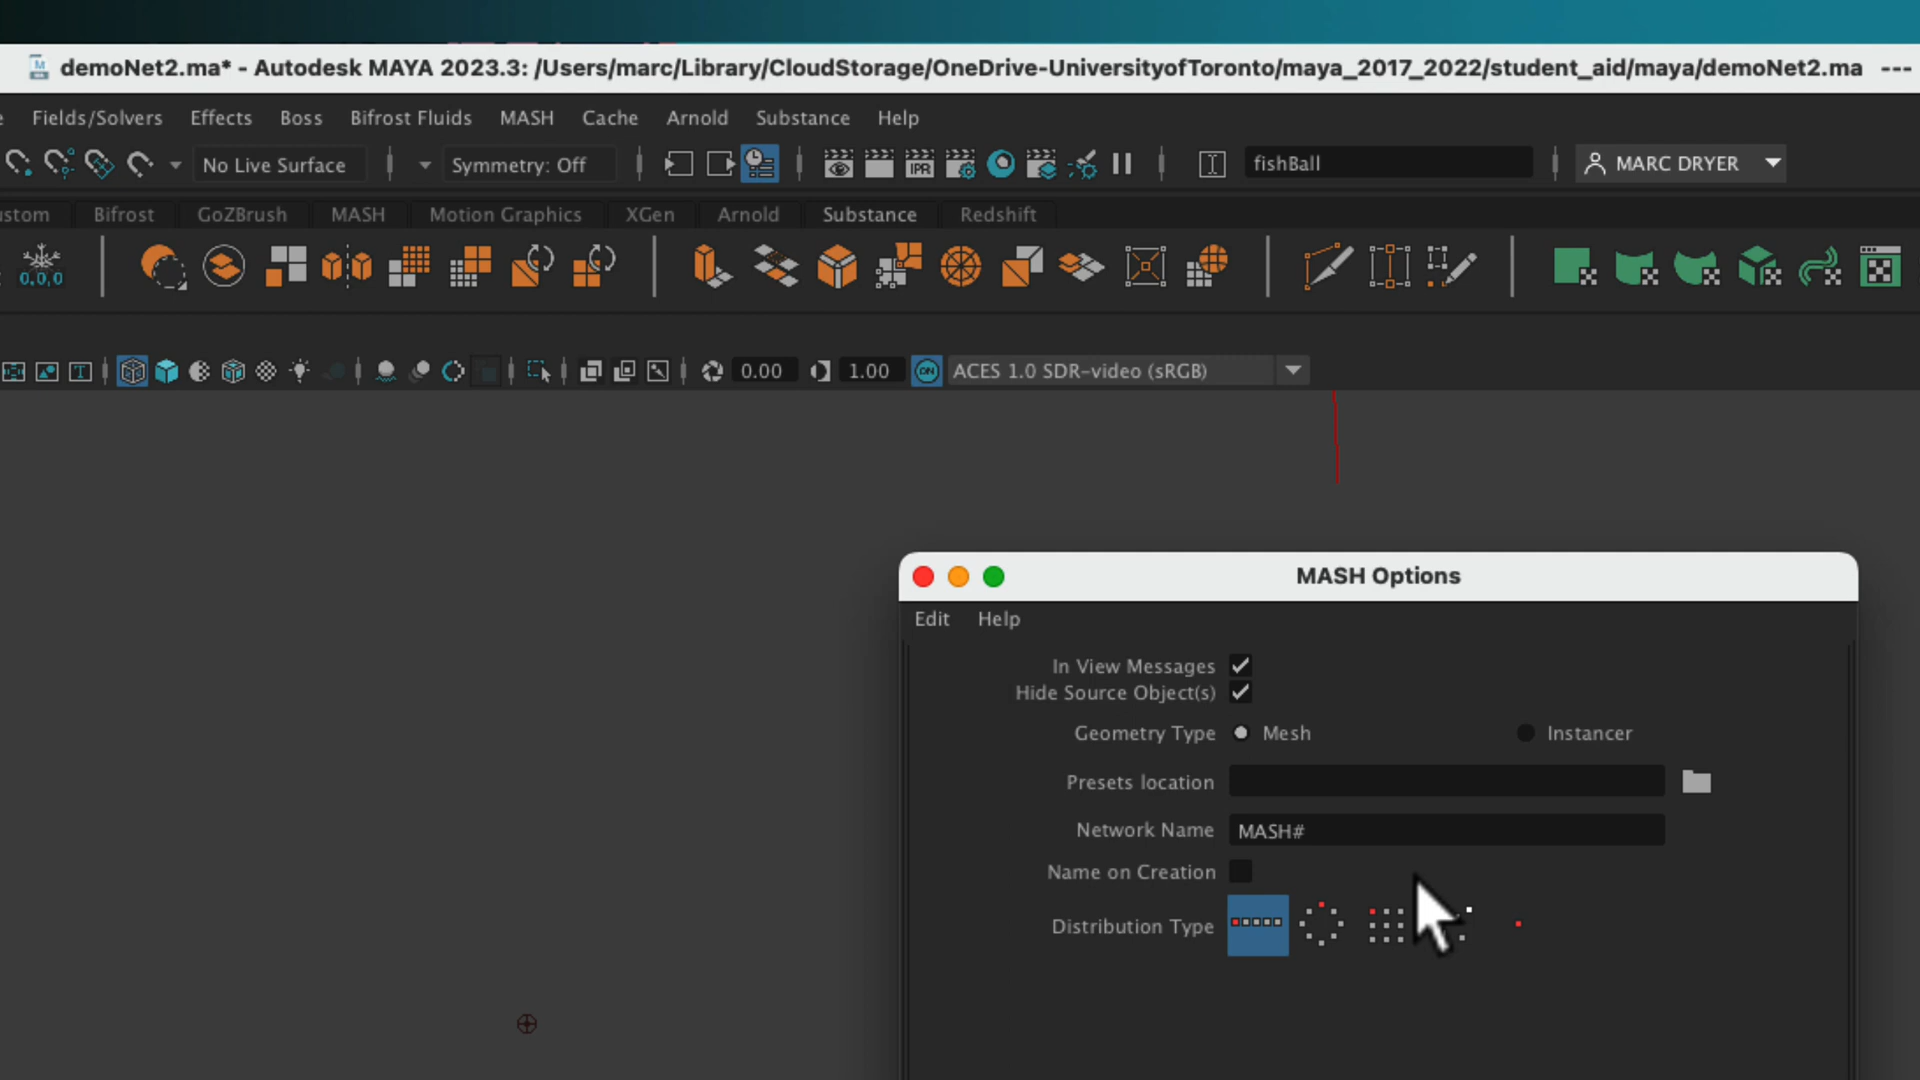 demoNet2.ma* - Autodesk MAYA 2023.3: /Users/marc/Library/CloudStorage/OneDrive-UniversityofToronto/maya_2017_2022/student_aid/maya/demoNet2.ma ---
Fields/Solvers Effects Boss Bifrost Fluids MASH Cache Arnold Substance Help
No Live Surface Symmetry: Off IPR fishBall MARC DRYER
ustom Bifrost GoZBrush MASH Motion Graphics XGen Arnold Substance Redshift
0,0,0
0.00 1.00 ON ACES 1.0 SDR-video (sRGB)
MASH Options
Edit Help
In View Messages
Hide Source Object(s)
Geometry Type Mesh Instancer
Presets location
Network Name MASH#
Name on Creation
Distribution Type